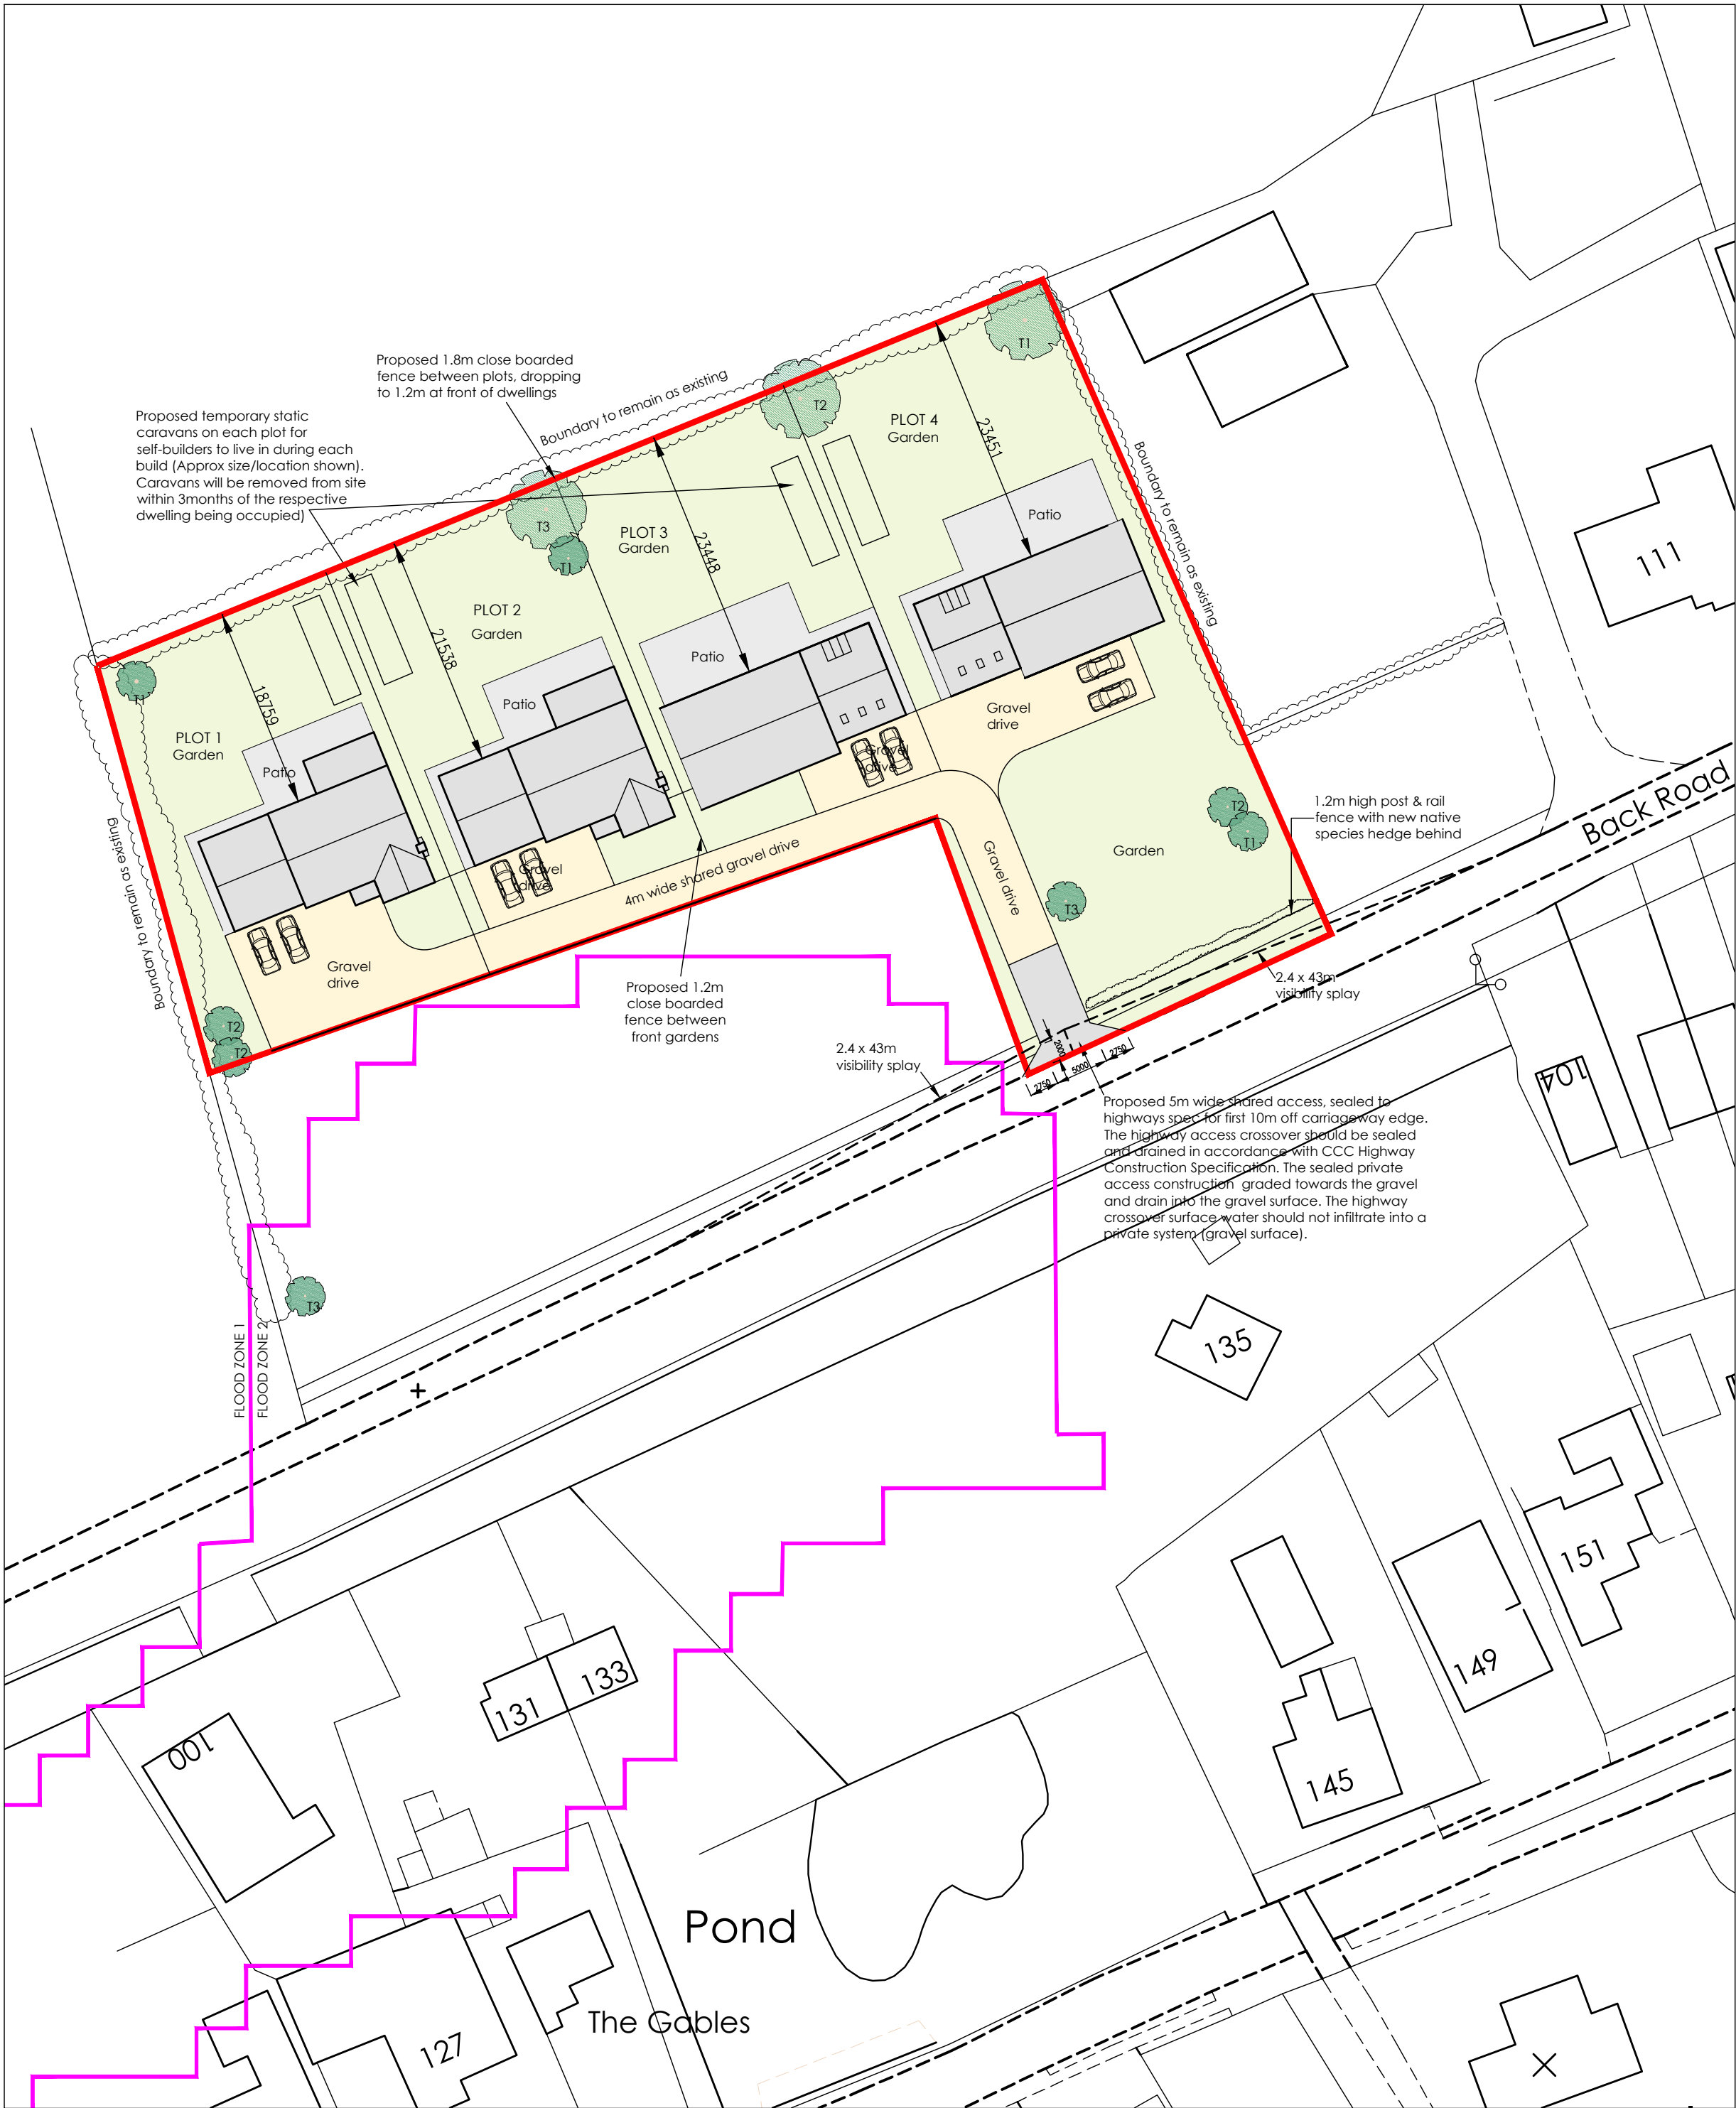 Proposed 1.8m close boarded
fence between plots, dropping
to 1.2m at front of dwellings
Proposed temporary static
caravans on each plot for
self-builders to live in during each
build (Approx size/location shown).
Caravans will be removed from site
within 3months of the respective
dwelling being occupied)
Boundary to remain as existing
T1
T2
T3
T1
PLOT 4
Garden
23451
Patio
Boundary to remain as existing
PLOT 3
Garden
23448
Patio
PLOT 2
Garden
21538
Patio
PLOT 1
Garden
18759
Patio
T1
Boundary to remain as existing
Gravel
drive
Gravel
drive
Gravel
drive
Gravel
drive
4m wide shared gravel drive
Gravel drive
Garden
T2
T1
T3
T2
T2
T3
1.2m high post & rail
fence with new native
species hedge behind
Back Road
2.4 x 43m
visibility splay
2.4 x 43m
visibility splay
Proposed 1.2m
close boarded
fence between
front gardens
2000
2750
5000
2750
Proposed 5m wide shared access, sealed to
highways spec for first 10m off carriageway edge.
The highway access crossover should be sealed
and drained in accordance with CCC Highway
Construction Specification. The sealed private
access construction graded towards the gravel
and drain into the gravel surface. The highway
crossover surface water should not infiltrate into a
private system (gravel surface).
FLOOD ZONE 1
FLOOD ZONE 2
111
104
135
151
149
145
131
133
100
127
Pond
The Gables